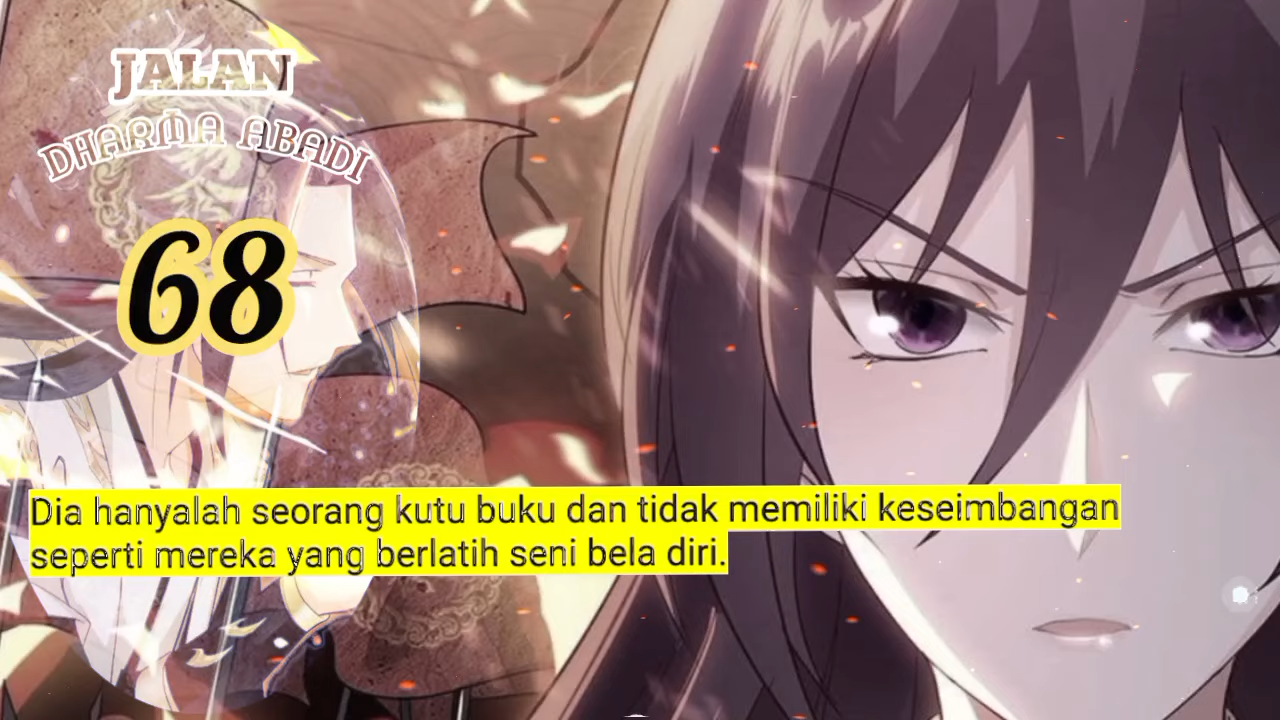 JALAN
DHARMA ABADI
68
Dia hanyalah seorang kutu buku dan tidak memiliki keseimbangan
seperti mereka yang berlatih seni bela diri.